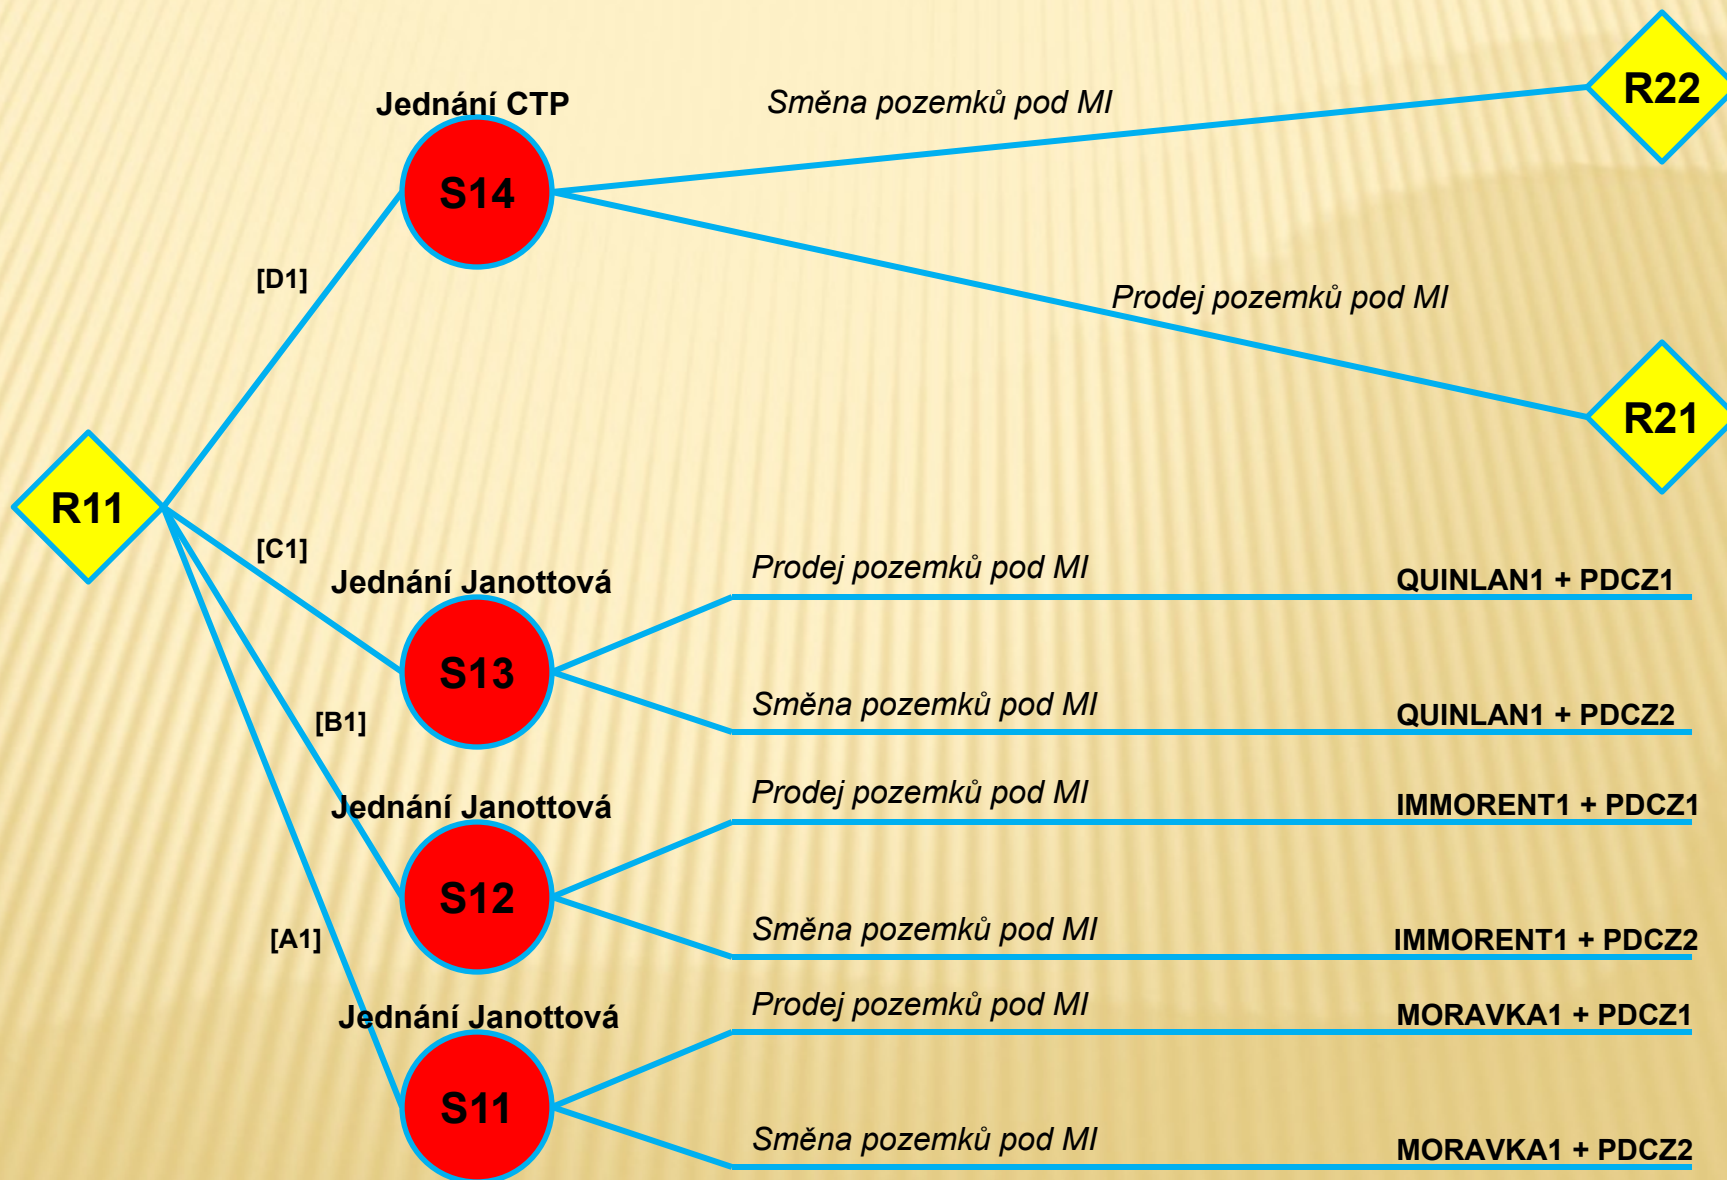 R22
Jednání CTP
Směna pozemků pod MI
S14
[D1]
Prodej pozemků pod MI
R21
R11
[C1]
Jednání Janottová
Prodej pozemků pod MI
QUINLAN1 + PDCZ1
S13
Směna pozemků pod MI
QUINLAN1 + PDCZ2
[B1]
Jednání Janottová
Prodej pozemků pod MI
IMMORENT1 + PDCZ1
S12
Směna pozemků pod MI
IMMORENT1 + PDCZ2
[A1]
Jednání Janottová
Prodej pozemků pod MI
MORAVKA1 + PDCZ1
S11
Směna pozemků pod MI
MORAVKA1 + PDCZ2